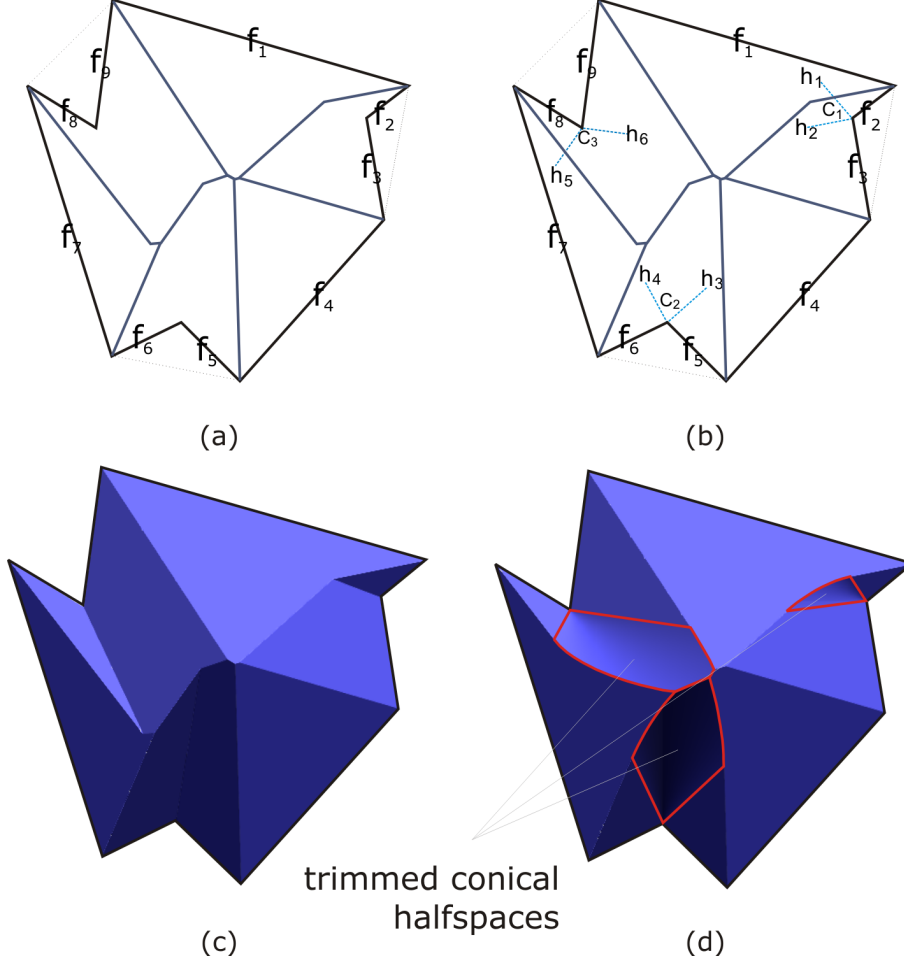 f₁
f₉
f₈
f₂
f₃
f₇
f₄
f₆
f₅
(a)
f₁
f₉
h₁
f₈
C₁
f₂
h₂
C₃
h₆
f₃
h₅
f₇
h₄
h₃
C₂
f₄
f₆
f₅
(b)
trimmed conical
halfspaces
(c)
(d)